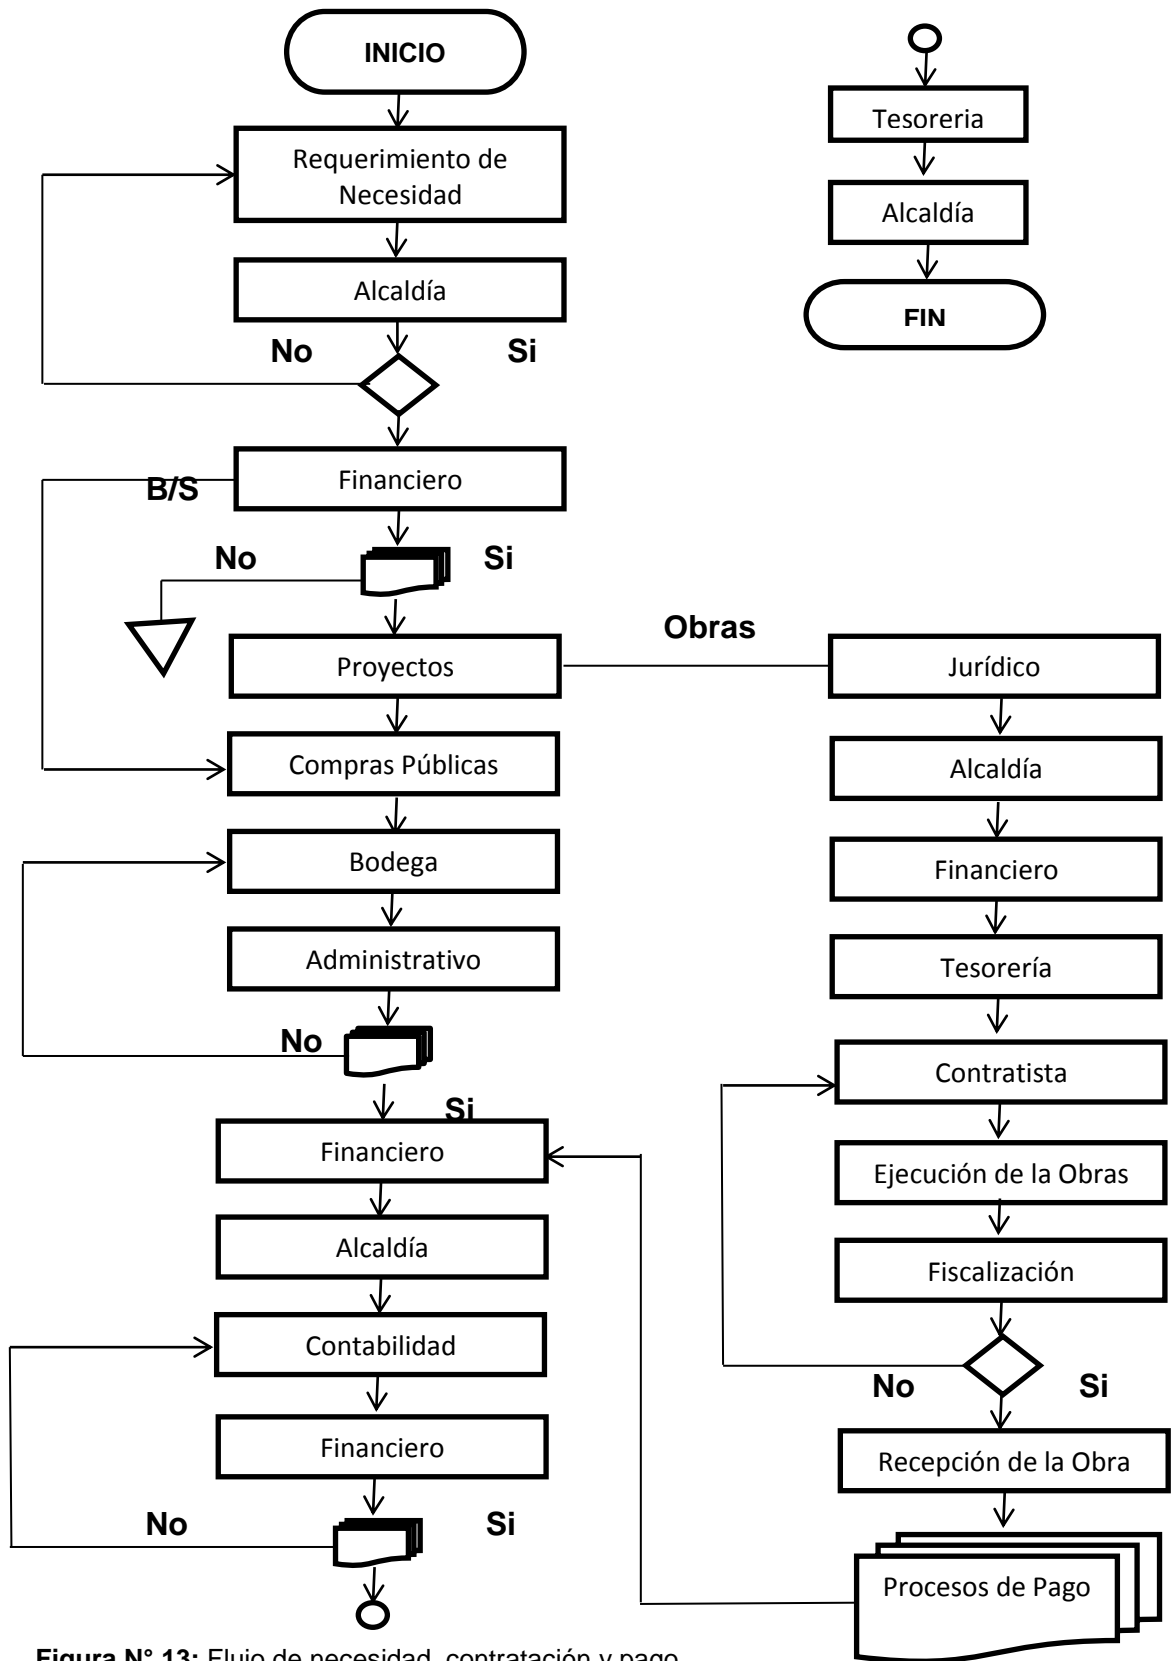 INICIO
Requerimiento de
Necesidad
Alcaldía
No
Si
Financiero
B/S
No
Si
Proyectos
Obras
Compras Públicas
Bodega
Administrativo
No
Si
Financiero
Alcaldía
Contabilidad
Financiero
No
Si
Jurídico
Alcaldía
Financiero
Tesorería
Contratista
Ejecución de la Obras
Fiscalización
No
Si
Recepción de la Obra
Procesos de Pago
Tesoreria
Alcaldía
FIN
Figura N° 13: Flujo de necesidad, contratación y pago